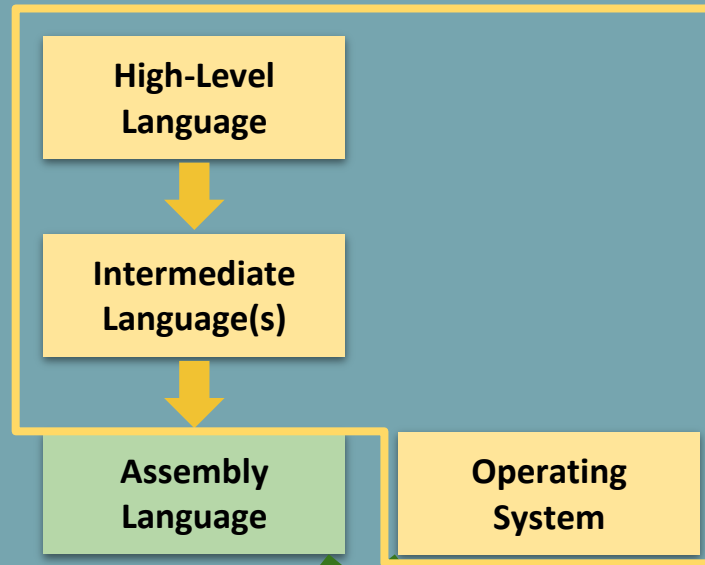 High-Level
Language
Intermediate
Language(s)
Assembly
Language
Operating
System